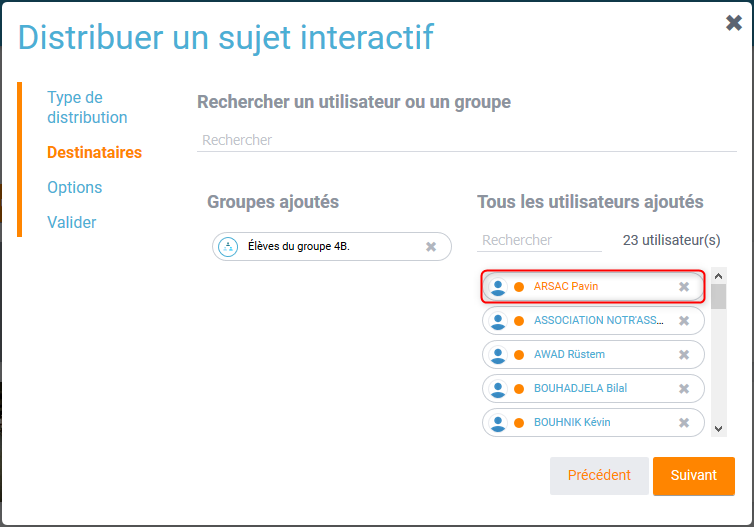 Distribuer un sujet interactif
Type de
distribution
Destinataires
Options
Valider
Rechercher un utilisateur ou un groupe
Rechercher
Groupes ajoutés
Élèves du groupe 4B.
Tous les utilisateurs ajoutés
Rechercher
23 utilisateur(s)
ARSAC Pavin
ASSOCIATION NOTR'ASS...
AWAD Rüstem
BOUHADJELA Bilal
BOUHNIK Kévin
Précédent
Suivant